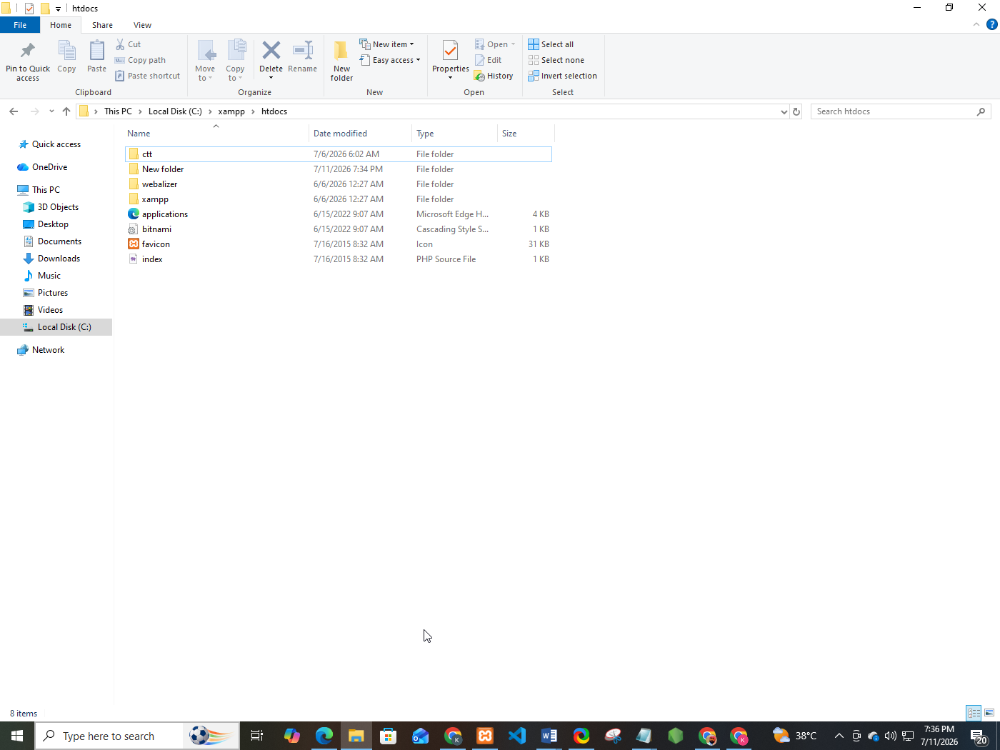 htdocs
File Home Share View
Pin to Quick access
Copy
Paste
Cut
Copy path
Paste shortcut
Clipboard
Move to
Copy to
Delete
Rename
Organize
New folder
New item
Easy access
New
Properties
Open
Edit
History
Open
Select all
Select none
Invert selection
Select
This PC Local Disk (C:) xampp htdocs
Search htdocs
Name Date modified Type Size
Quick access
OneDrive
This PC
3D Objects
Desktop
Documents
Downloads
Music
Pictures
Videos
Local Disk (C:)
Network
ctt 7/6/2026 6:02 AM File folder
New folder 7/11/2026 7:34 PM File folder
webalizer 6/6/2026 12:27 AM File folder
xampp 6/6/2026 12:27 AM File folder
applications 6/15/2022 9:07 AM Microsoft Edge H... 4 KB
bitnami 6/15/2022 9:07 AM Cascading Style S... 1 KB
favicon 7/16/2015 8:32 AM Icon 31 KB
index 7/16/2015 8:32 AM PHP Source File 1 KB
8 items
Type here to search
38°C
7:36 PM
7/11/2026
20